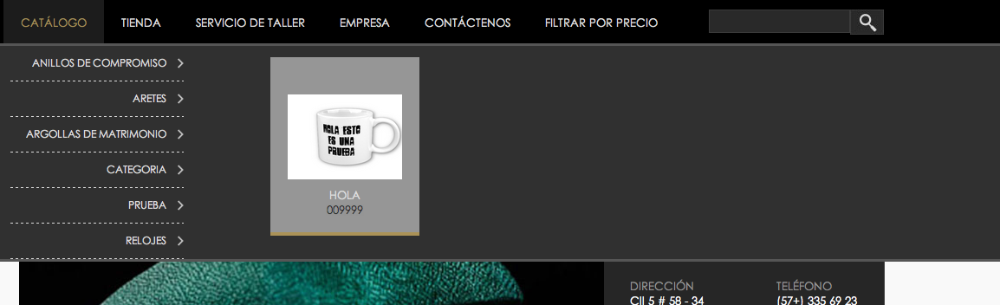 CATÁLOGO TIENDA SERVICIO DE TALLER EMPRESA CONTÁCTENOS FILTRAR POR PRECIO
ANILLOS DE COMPROMISO
ARETES
ARGOLLAS DE MATRIMONIO
CATEGORIA
PRUEBA
RELOJES
HOLA ESTO
ES UNA
PRUEBA
HOLA
009999
DIRECCIÓN
Cll 5 # 58 - 34
TELÉFONO
(57+) 335 69 23